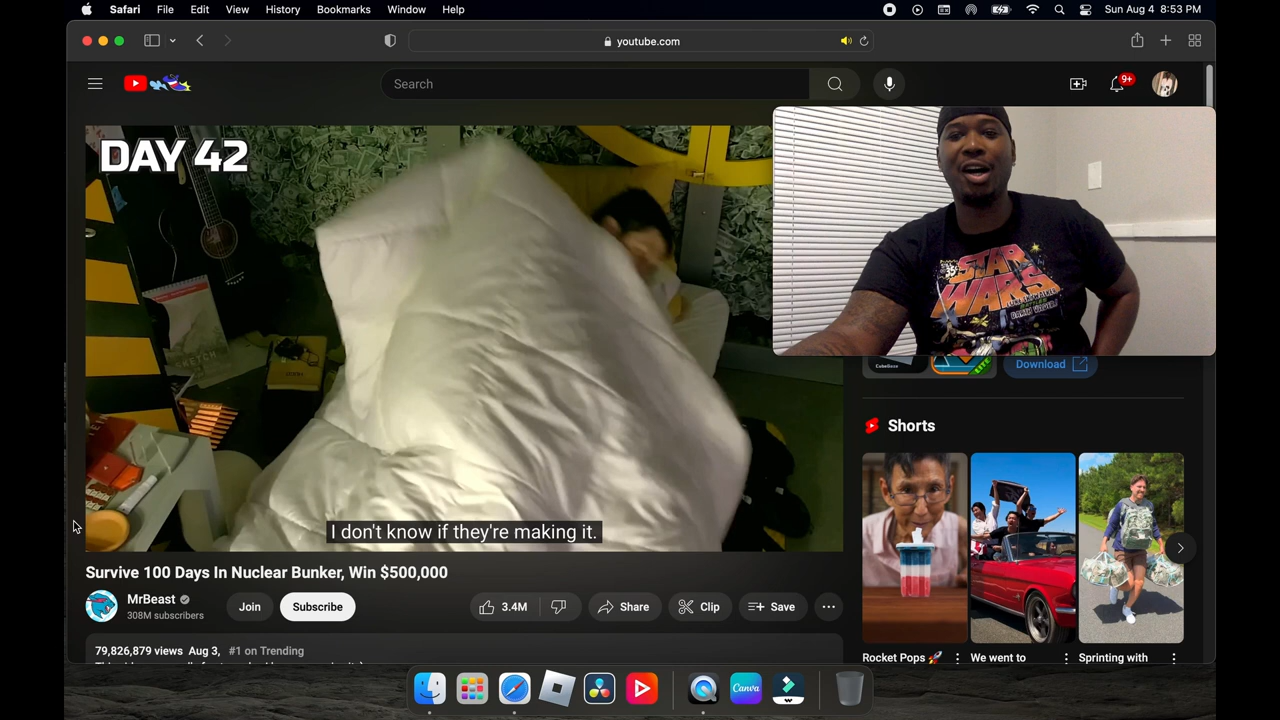 Safari File Edit View History Bookmarks Window Help
Sun Aug 4 8:53 PM
youtube.com
Search
9+
DAY 42
STAR
WARS
I don't know if they're making it.
Download
Shorts
Survive 100 Days In Nuclear Bunker, Win $500,000
MrBeast
308M subscribers
Join
Subscribe
3.4M
Share
Clip
Save
79,826,879 views Aug 3, #1 on Trending
Rocket Pops 🚀
We went to
Sprinting with
Canva